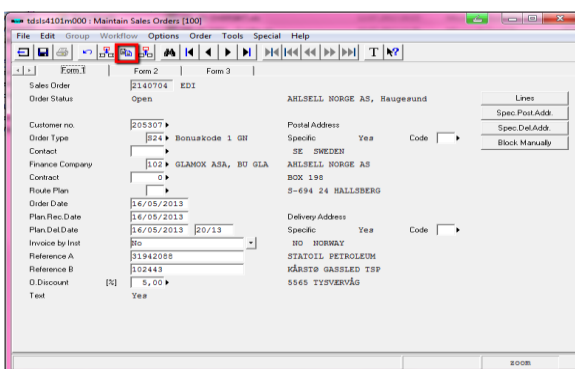 tdsls4101m000 : Maintain Sales Orders [100]
File Edit Group Workflow Options Order Tools Special Help
T
Form 1 Form 2 Form 3
Sales Order 2140704 EDI
Order Status Open AHLSELL NORGE AS, Haugesund Lines
Spec.Post.Addr.
Customer no. 205307 Postal Address Spec.Del.Addr.
Order Type S24 Bonuskode 1 GN Specific Yes Code Block Manually
Contact SE SWEDEN
Finance Company 102 GLAMOX ASA, BU GLA AHLSELL NORGE AS
Contract 0 BOX 198
Route Plan S-694 24 HALLSBERG
Order Date 16/05/2013
Plan.Rec.Date 16/05/2013 Delivery Address
Plan.Del.Date 16/05/2013 20/13 Specific Yes Code
Invoice by Inst No NO NORWAY
Reference A 31942088 STATOIL PETROLEUM
Reference B 102443 KÅRSTØ GASSLED TSP
O.Discount [%] 5,00 5565 TYSVÆRVÅG
Text Yes
zoom